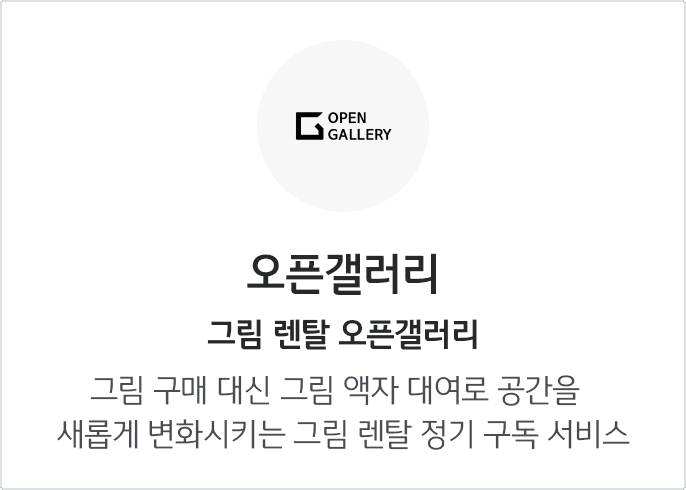 OPEN
GALLERY
오픈갤러리
그림 렌탈 오픈갤러리
그림 구매 대신 그림 액자 대여로 공간을
새롭게 변화시키는 그림 렌탈 정기 구독 서비스